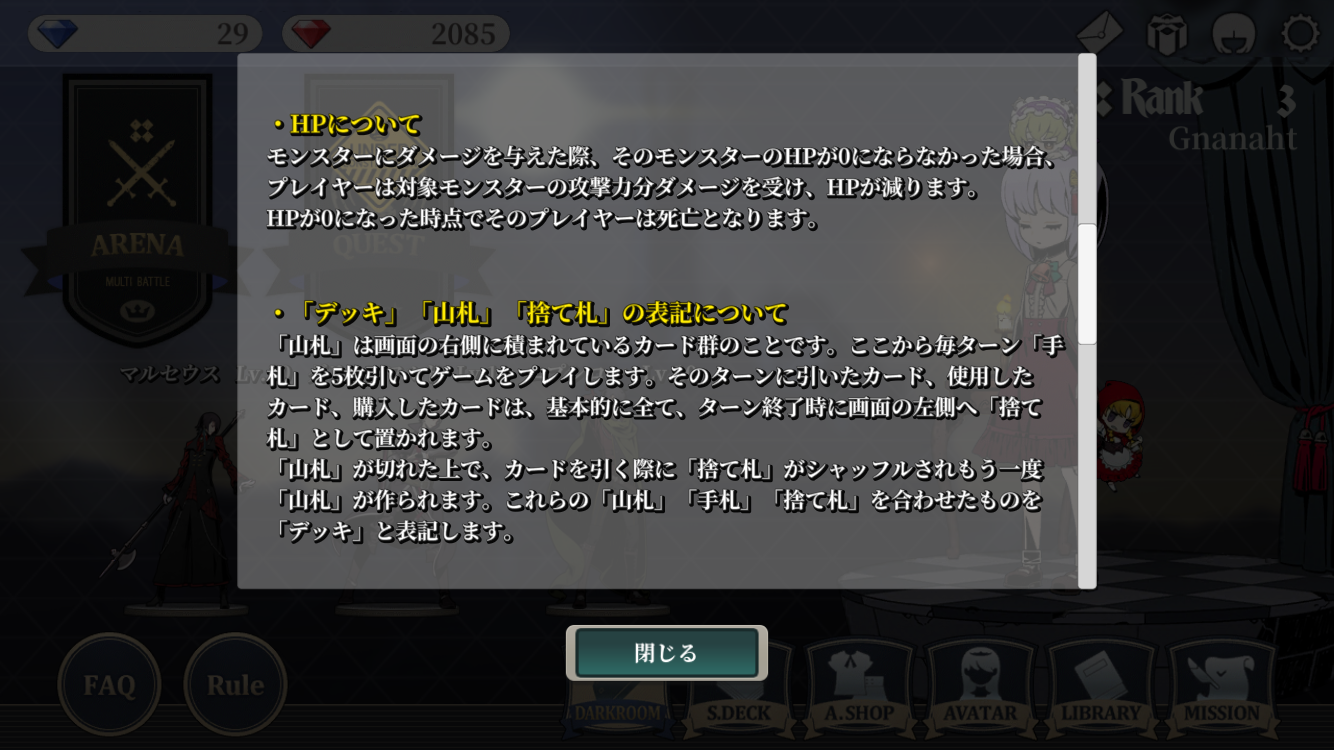 29
2085
Rank 3
Gnanaht
・HPについて
モンスターにダメージを与えた際、そのモンスターのHPが0にならなかった場合、
プレイヤーは対象モンスターの攻撃力分ダメージを受け、HPが減ります。
HPが0になった時点でそのプレイヤーは死亡となります。
ARENA
QUEST
MULTI BATTLE
・「デッキ」「山札」「捨て札」の表記について
「山札」は画面の右側に積まれているカード群のことです。ここから毎ターン「手
札」を5枚引いてゲームをプレイします。そのターンに引いたカード、使用した
カード、購入したカードは、基本的に全て、ターン終了時に画面の左側へ「捨て
札」として置かれます。
「山札」が切れた上で、カードを引く際に「捨て札」がシャッフルされもう一度
「山札」が作られます。これらの「山札」「手札」「捨て札」を合わせたものを
「デッキ」と表記します。
マルセウス
閉じる
FAQ
Rule
DARKROOM
S.DECK
A.SHOP
AVATAR
LIBRARY
MISSION